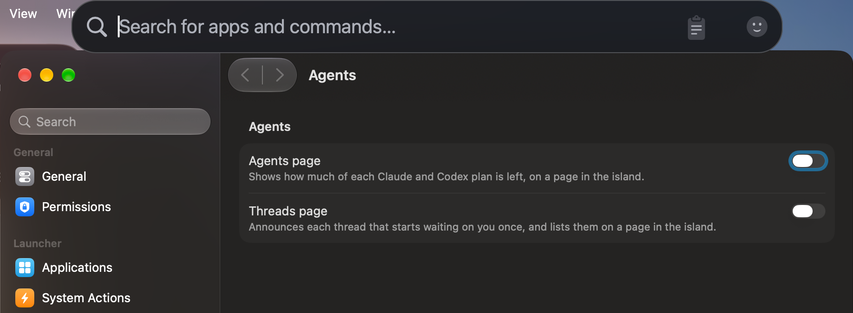 View
Search for apps and commands...
Agents
Search
General
General
Permissions
Launcher
Applications
System Actions
Agents
Agents page
Shows how much of each Claude and Codex plan is left, on a page in the island.
Threads page
Announces each thread that starts waiting on you once, and lists them on a page in the island.